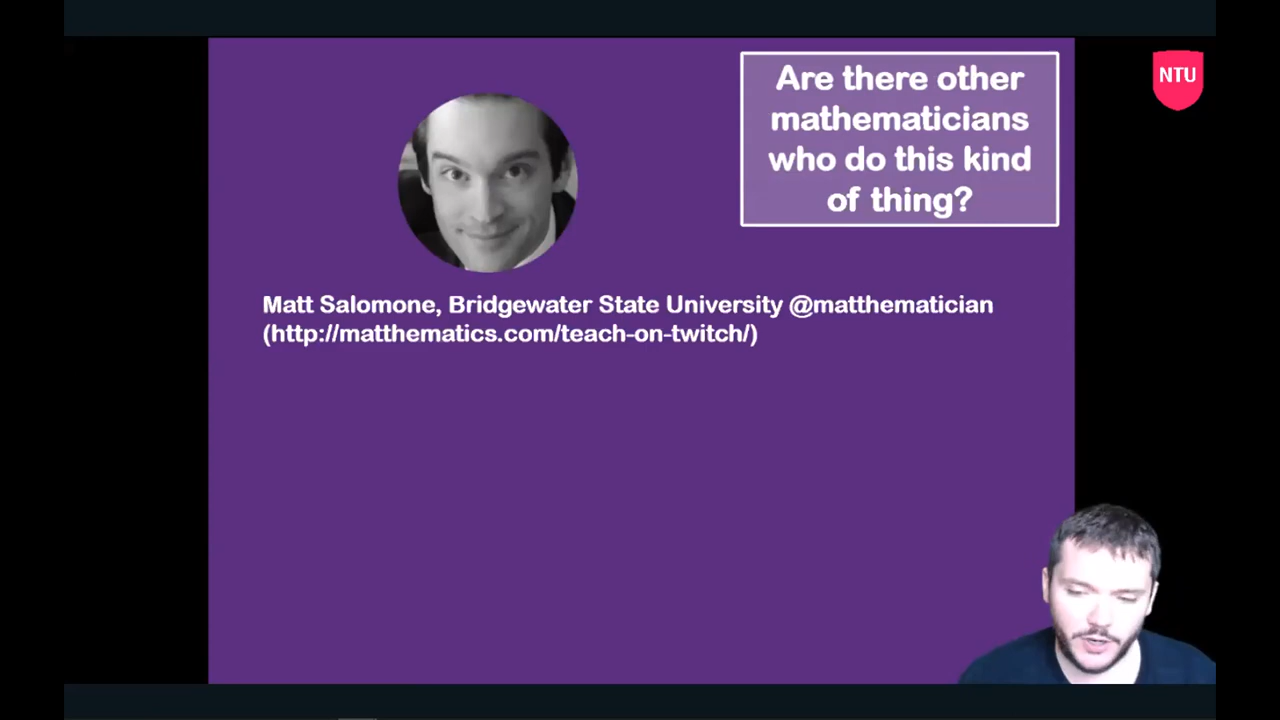 Are there other
mathematicians
who do this kind
of thing?
NTU
Matt Salomone, Bridgewater State University @matthematician
(http://matthematics.com/teach-on-twitch/)